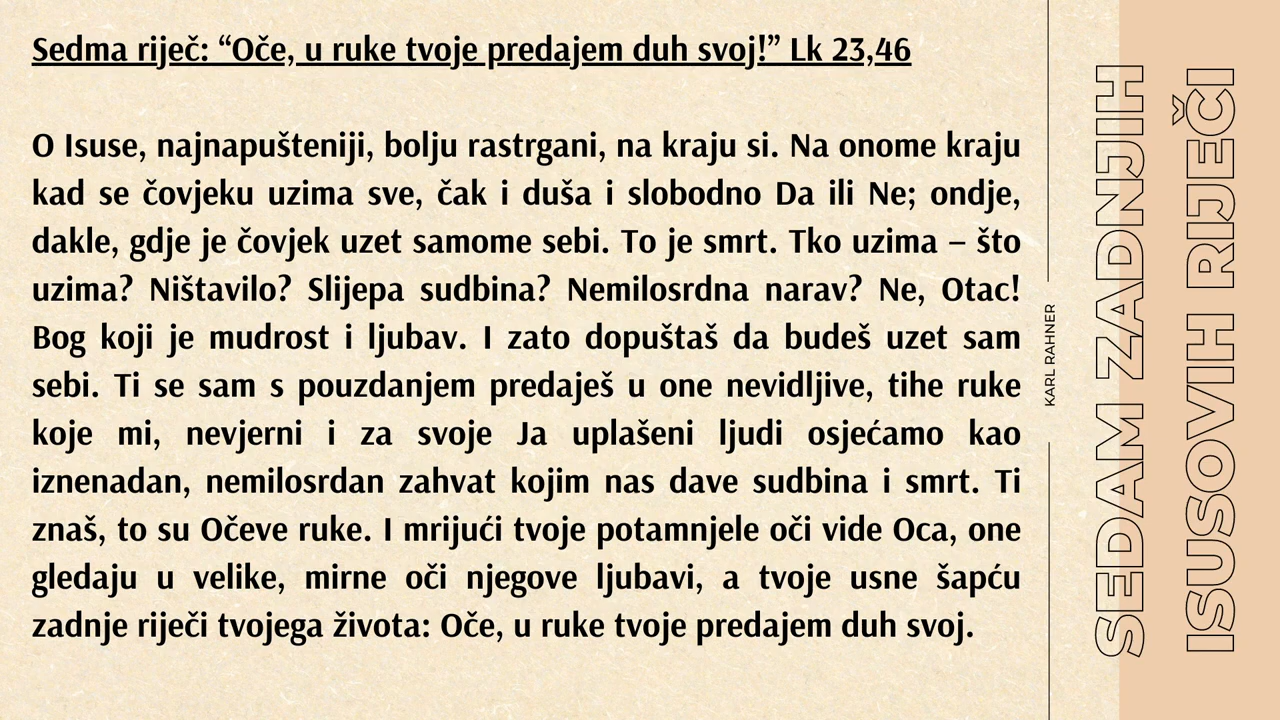 Sedma riječ: “Oče, u ruke tvoje predajem duh svoj!” Lk 23,46
O Isuse, najnapušteniji, bolju rastrgani, na kraju si. Na onome kraju
kad se čovjeku uzima sve, čak i duša i slobodno Da ili Ne; ondje,
dakle, gdje je čovjek uzet samome sebi. To je smrt. Tko uzima – što
uzima? Ništavilo? Slijepa sudbina? Nemilosrdna narav? Ne, Otac!
Bog koji je mudrost i ljubav. I zato dopuštaš da budeš uzet sam
sebi. Ti se sam s pouzdanjem predaješ u one nevidljive, tihe ruke
koje mi, nevjerni i za svoje Ja uplašeni ljudi osjećamo kao
iznenadan, nemilosrdan zahvat kojim nas dave sudbina i smrt. Ti
znaš, to su Očeve ruke. I mrijući tvoje potamnjele oči vide Oca, one
gledaju u velike, mirne oči njegove ljubavi, a tvoje usne šapću
zadnje riječi tvojega života: Oče, u ruke tvoje predajem duh svoj.
KARL RAHNER
SEDAM ZADNJIH
ISUSOVIH RIJEČI